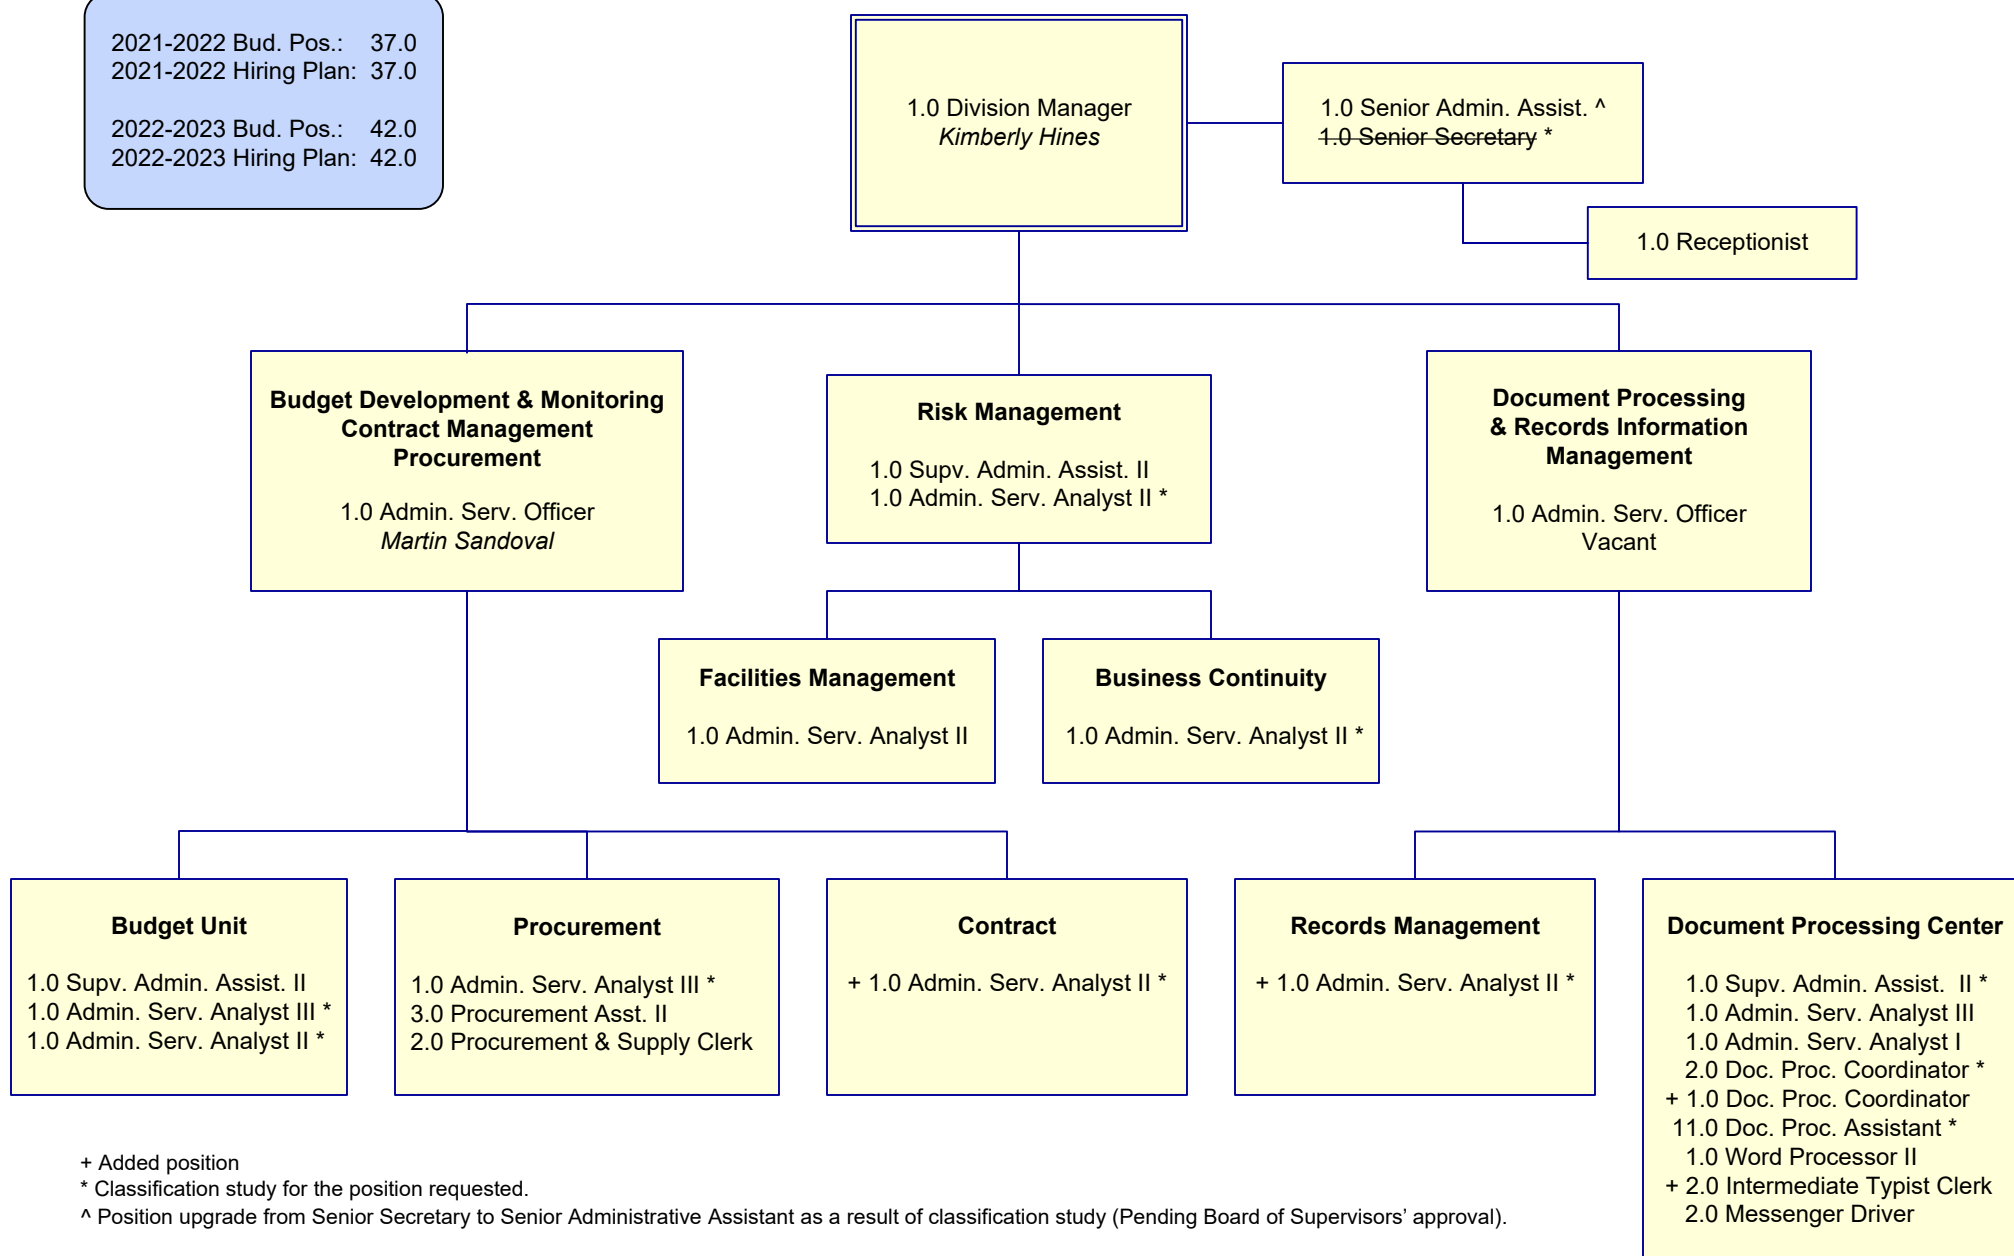 2021-2022 Bud. Pos.: 37.0
2021-2022 Hiring Plan: 37.0
2022-2023 Bud. Pos.: 42.0
2022-2023 Hiring Plan: 42.0
1.0 Division Manager
Kimberly Hines
1.0 Senior Admin. Assist. ^
1.0 Senior Secretary *
1.0 Receptionist
Budget Development & Monitoring
Contract Management
Procurement
1.0 Admin. Serv. Officer
Martin Sandoval
Risk Management
1.0 Supv. Admin. Assist. II
1.0 Admin. Serv. Analyst II *
Document Processing
& Records Information
Management
1.0 Admin. Serv. Officer
Vacant
Facilities Management
1.0 Admin. Serv. Analyst II
Business Continuity
1.0 Admin. Serv. Analyst II *
Budget Unit
1.0 Supv. Admin. Assist. II
1.0 Admin. Serv. Analyst III *
1.0 Admin. Serv. Analyst II *
Procurement
1.0 Admin. Serv. Analyst III *
3.0 Procurement Asst. II
2.0 Procurement & Supply Clerk
Contract
+ 1.0 Admin. Serv. Analyst II *
Records Management
+ 1.0 Admin. Serv. Analyst II *
Document Processing Center
1.0 Supv. Admin. Assist. II *
1.0 Admin. Serv. Analyst III
1.0 Admin. Serv. Analyst I
2.0 Doc. Proc. Coordinator *
+ 1.0 Doc. Proc. Coordinator
11.0 Doc. Proc. Assistant *
1.0 Word Processor II
+ 2.0 Intermediate Typist Clerk
2.0 Messenger Driver
+ Added position
* Classification study for the position requested.
^ Position upgrade from Senior Secretary to Senior Administrative Assistant as a result of classification study (Pending Board of Supervisors’ approval).